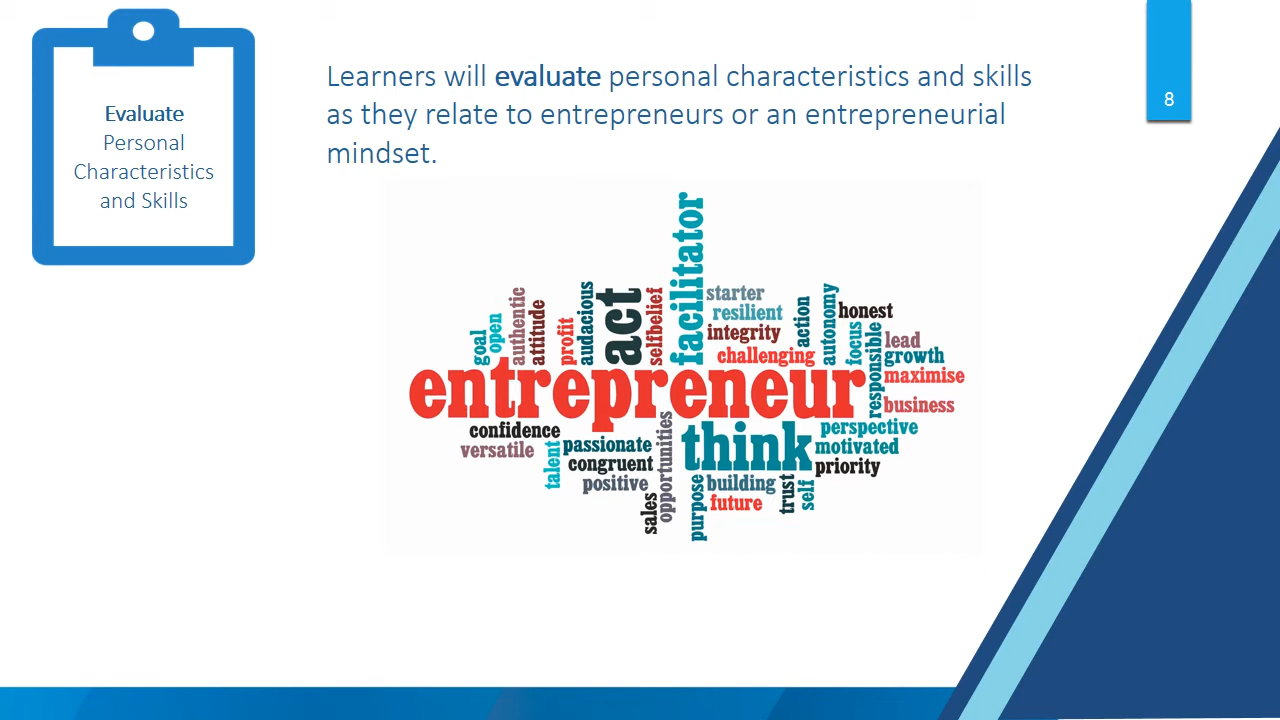 Evaluate
Personal
Characteristics
and Skills
Learners will evaluate personal characteristics and skills
as they relate to entrepreneurs or an entrepreneurial
mindset.
8
goal
open
authentic
attitude
profit
audacious
act
selfbelief
facilitator
starter
resilient
integrity
challenging
action
autonomy
focus
honest
responsible
lead
growth
maximise
business
entrepreneur
confidence
versatile
talent
passionate
congruent
positive
sales
opportunities
think
purpose
building
future
trust
self
perspective
motivated
priority